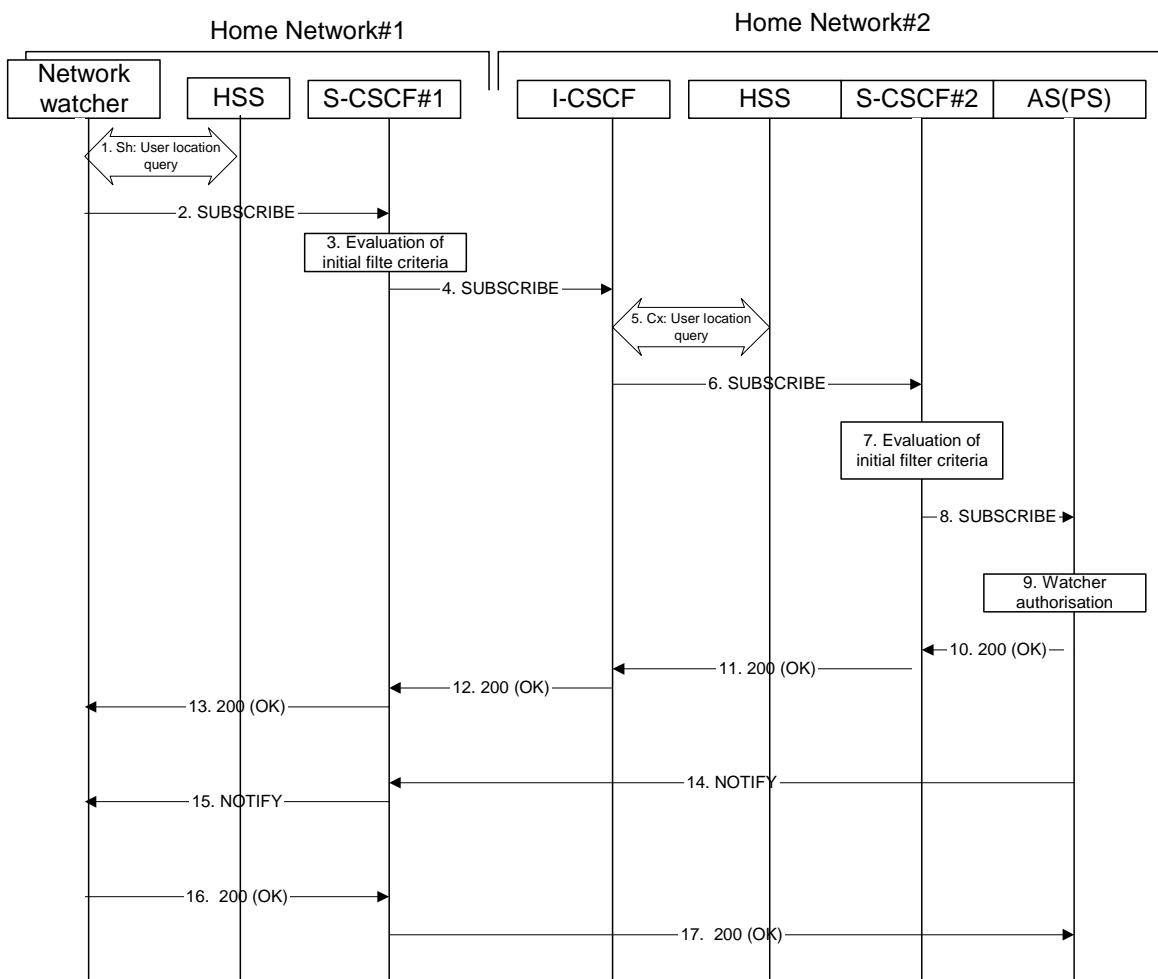 Home Network#1
Home Network#2
Network
watcher
HSS
S-CSCF#1
I-CSCF
HSS
S-CSCF#2
AS(PS)
1. Sh: User location
query
2. SUBSCRIBE
3. Evaluation of
initial filte criteria
4. SUBSCRIBE
5. Cx: User location
query
6. SUBSCRIBE
7. Evaluation of
initial filter criteria
8. SUBSCRIBE
9. Watcher
authorisation
10. 200 (OK)
11. 200 (OK)
12. 200 (OK)
13. 200 (OK)
14. NOTIFY
15. NOTIFY
16. 200 (OK)
17. 200 (OK)